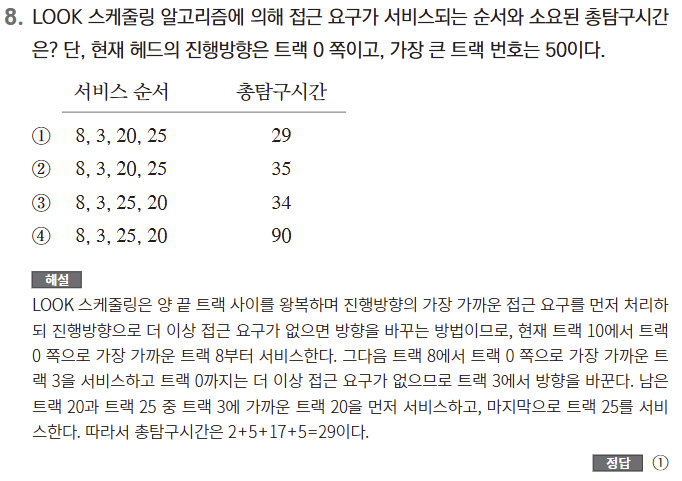 8. LOOK 스케줄링 알고리즘에 의해 접근 요구가 서비스되는 순서와 소요된 총탐구시간
은? 단, 현재 헤드의 진행방향은 트랙 0 쪽이고, 가장 큰 트랙 번호는 50이다.
서비스 순서 총탐구시간
① 8, 3, 20, 25 29
② 8, 3, 20, 25 35
③ 8, 3, 25, 20 34
④ 8, 3, 25, 20 90
해설
LOOK 스케줄링은 양 끝 트랙 사이를 왕복하며 진행방향의 가장 가까운 접근 요구를 먼저 처리하
되 진행방향으로 더 이상 접근 요구가 없으면 방향을 바꾸는 방법이므로, 현재 트랙 10에서 트랙
0 쪽으로 가장 가까운 트랙 8부터 서비스한다. 그다음 트랙 8에서 트랙 0 쪽으로 가장 가까운 트
랙 3을 서비스하고 트랙 0까지는 더 이상 접근 요구가 없으므로 트랙 3에서 방향을 바꾼다. 남은
트랙 20과 트랙 25 중 트랙 3에 가까운 트랙 20을 먼저 서비스하고, 마지막으로 트랙 25를 서비
스한다. 따라서 총탐구시간은 2+5+17+5=29이다.
정답 ①